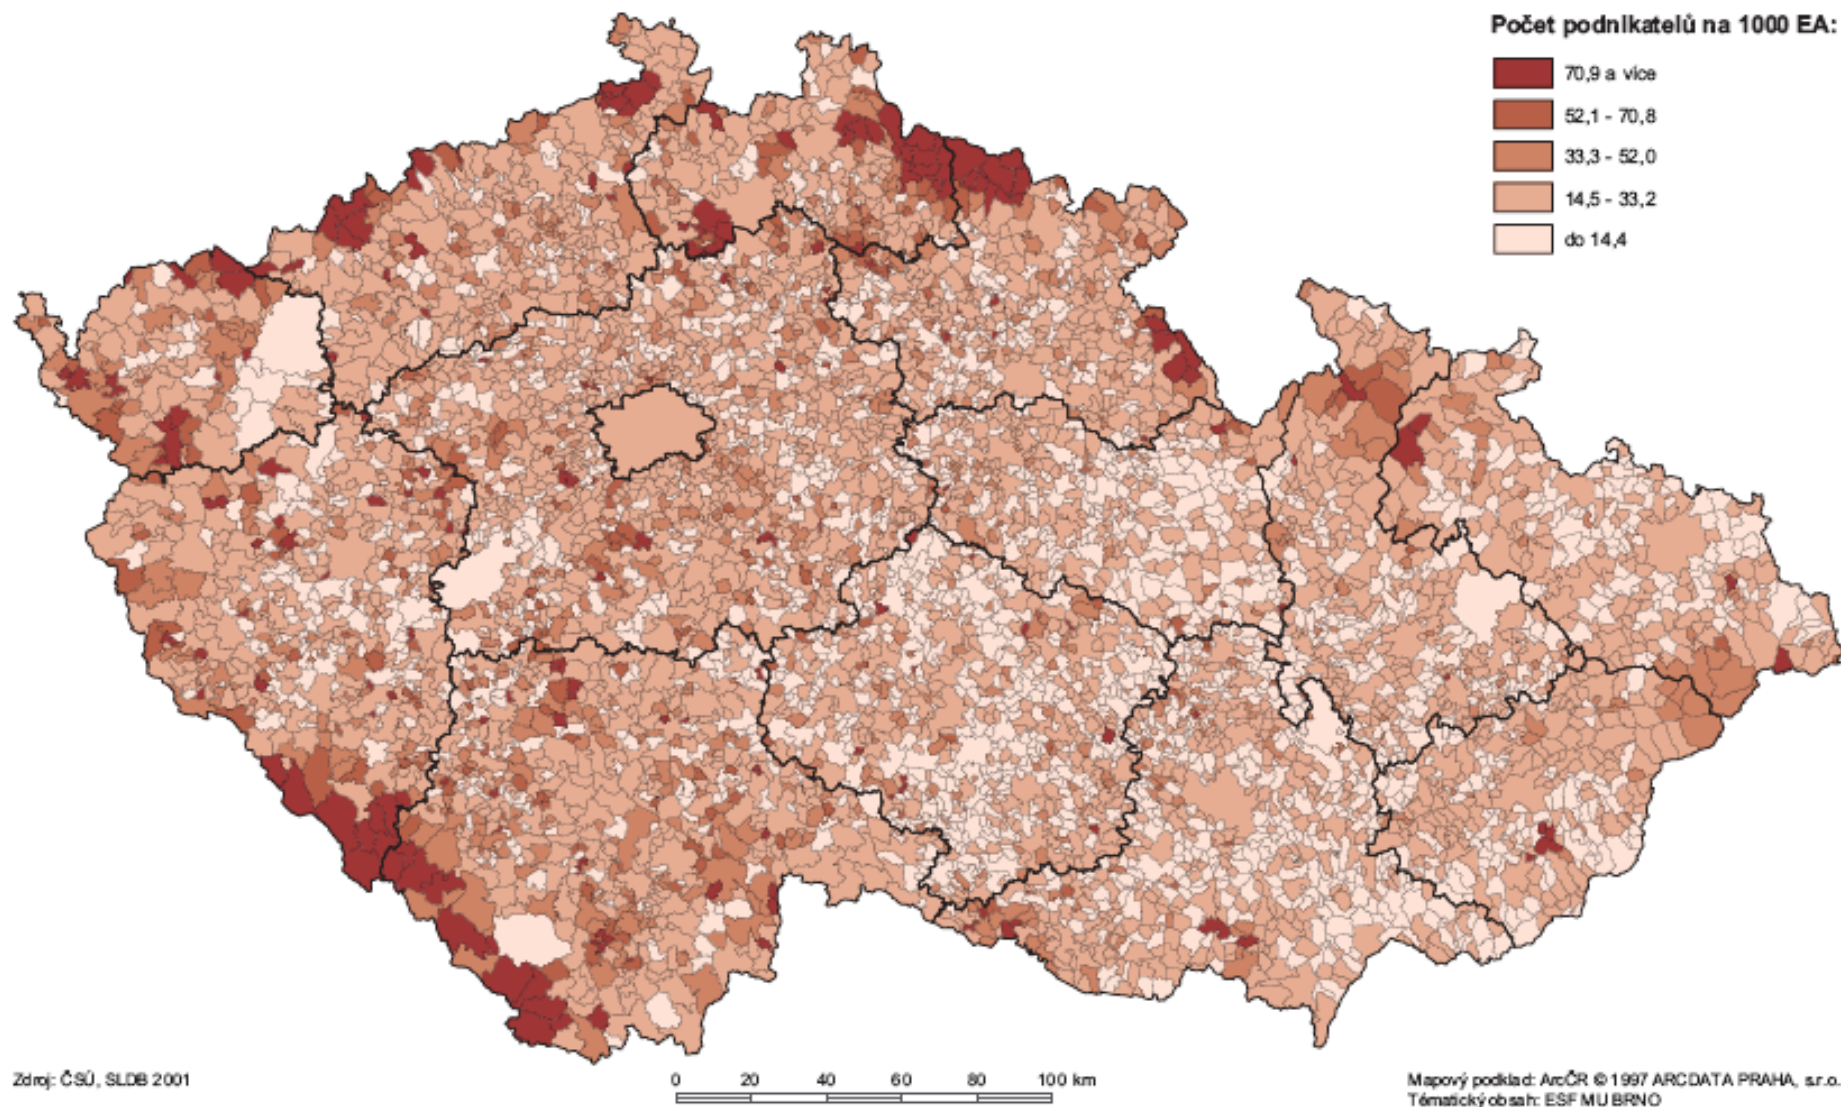 Počet podnikatelů na 1000 EA:
70,9 a více
52,1 - 70,8
33,3 - 52,0
14,5 - 33,2
do 14,4
Zdroj: ČSÚ, SLDB 2001
0 20 40 60 80 100 km
Mapový podklad: ArcČR © 1997 ARCDATA PRAHA, s.r.o.
Tématický obsah: ESF MU BRNO